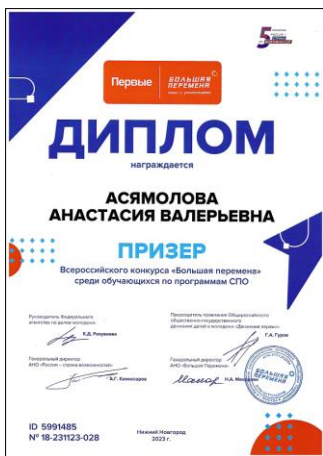 Первые
БОЛЬШАЯ
ПЕРЕМЕНА
ДИПЛОМ
награждается
АСЯМОЛОВА
АНАСТАСИЯ ВАЛЕРЬЕВНА
ПРИЗЕР
Всероссийского конкурса «Большая перемена»
среди обучающихся по программам СПО
Руководитель Федерального
агентства по делам молодежи
К.Д. Разуваева
Председатель правления Общероссийского
общественно-государственного
движения детей и молодежи «Движение первых»
Г.А. Гуров
Генеральный директор
АНО «Россия – страна возможностей»
А.Г. Комиссаров
Генеральный директор
АНО «Большая Перемена»
Н.А.
БОЛЬШАЯ
ПЕРЕМЕНА
ID 5991485
N° 18-231123-028
Нижний Новгород
2023 г.